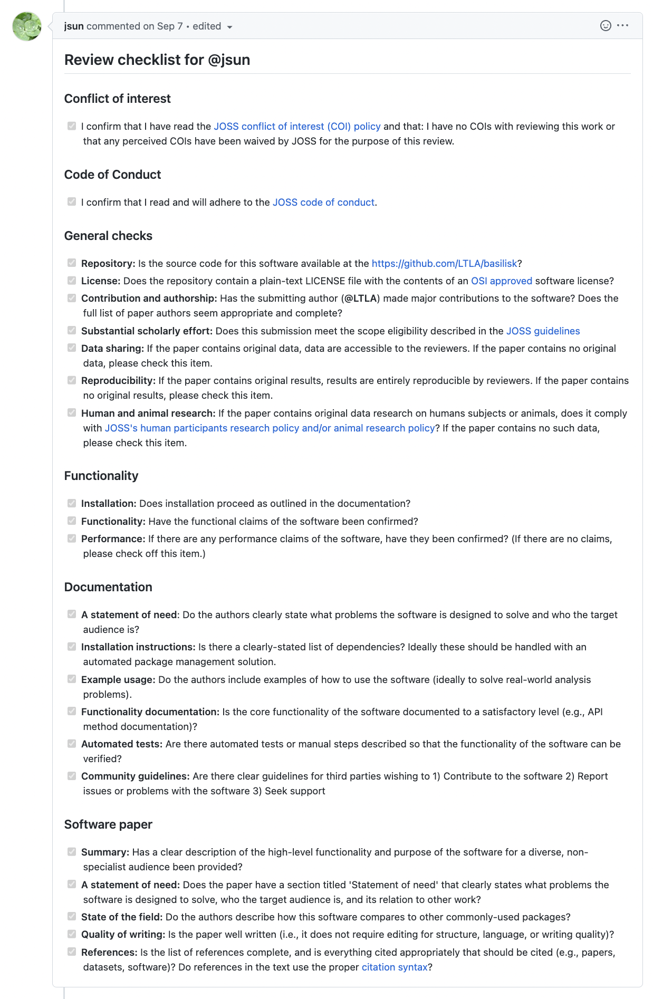 jsun commented on Sep 7 • edited
Review checklist for @jsun
Conflict of interest
I confirm that I have read the JOSS conflict of interest (COI) policy and that: I have no COIs with reviewing this work or
that any perceived COIs have been waived by JOSS for the purpose of this review.
Code of Conduct
I confirm that I read and will adhere to the JOSS code of conduct.
General checks
Repository: Is the source code for this software available at the https://github.com/LTLA/basilisk?
License: Does the repository contain a plain-text LICENSE file with the contents of an OSI approved software license?
Contribution and authorship: Has the submitting author (@LTLA) made major contributions to the software? Does the
full list of paper authors seem appropriate and complete?
Substantial scholarly effort: Does this submission meet the scope eligibility described in the JOSS guidelines
Data sharing: If the paper contains original data, data are accessible to the reviewers. If the paper contains no original
data, please check this item.
Reproducibility: If the paper contains original results, results are entirely reproducible by reviewers. If the paper contains
no original results, please check this item.
Human and animal research: If the paper contains original data research on humans subjects or animals, does it comply
with JOSS's human participants research policy and/or animal research policy? If the paper contains no such data,
please check this item.
Functionality
Installation: Does installation proceed as outlined in the documentation?
Functionality: Have the functional claims of the software been confirmed?
Performance: If there are any performance claims of the software, have they been confirmed? (If there are no claims,
please check off this item.)
Documentation
A statement of need: Do the authors clearly state what problems the software is designed to solve and who the target
audience is?
Installation instructions: Is there a clearly-stated list of dependencies? Ideally these should be handled with an
automated package management solution.
Example usage: Do the authors include examples of how to use the software (ideally to solve real-world analysis
problems).
Functionality documentation: Is the core functionality of the software documented to a satisfactory level (e.g., API
method documentation)?
Automated tests: Are there automated tests or manual steps described so that the functionality of the software can be
verified?
Community guidelines: Are there clear guidelines for third parties wishing to 1) Contribute to the software 2) Report
issues or problems with the software 3) Seek support
Software paper
Summary: Has a clear description of the high-level functionality and purpose of the software for a diverse, non-
specialist audience been provided?
A statement of need: Does the paper have a section titled 'Statement of need' that clearly states what problems the
software is designed to solve, who the target audience is, and its relation to other work?
State of the field: Do the authors describe how this software compares to other commonly-used packages?
Quality of writing: Is the paper well written (i.e., it does not require editing for structure, language, or writing quality)?
References: Is the list of references complete, and is everything cited appropriately that should be cited (e.g., papers,
datasets, software)? Do references in the text use the proper citation syntax?